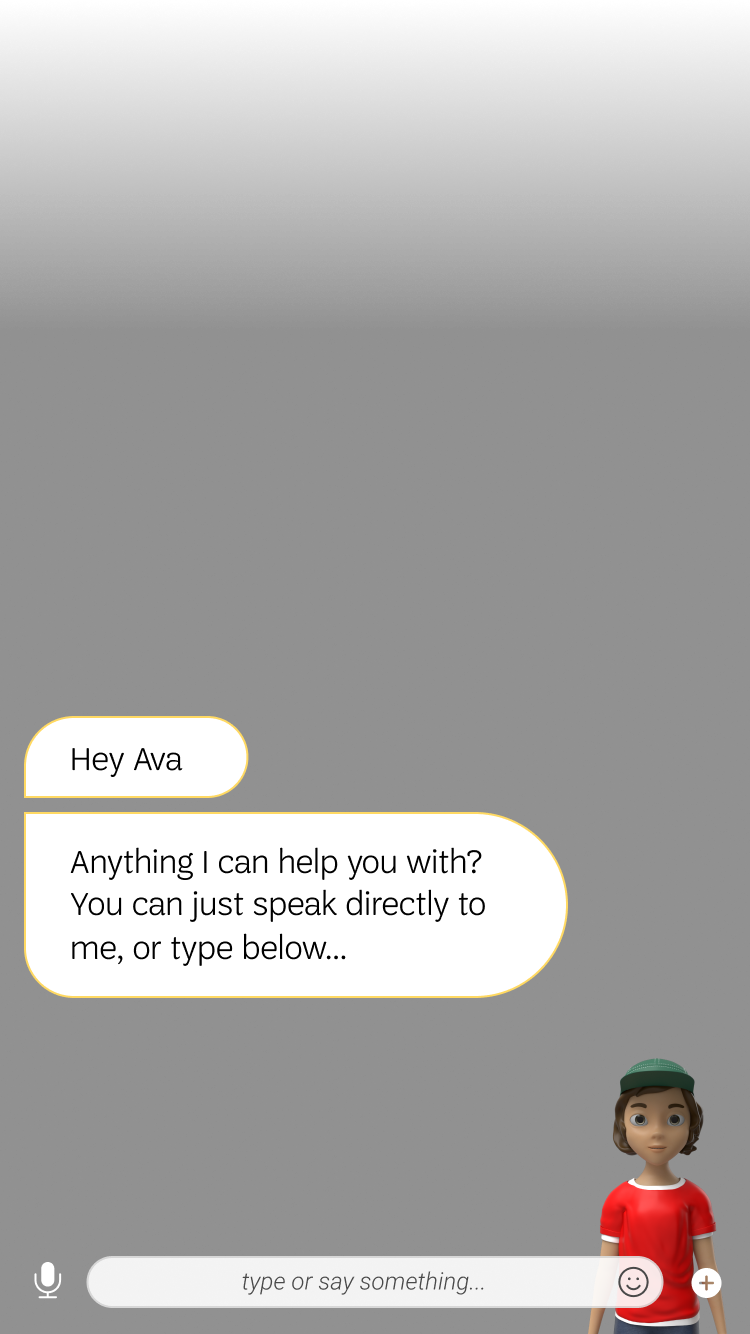 Hey Ava
Anything I can help you with?
You can just speak directly to
me, or type below...
type or say something...